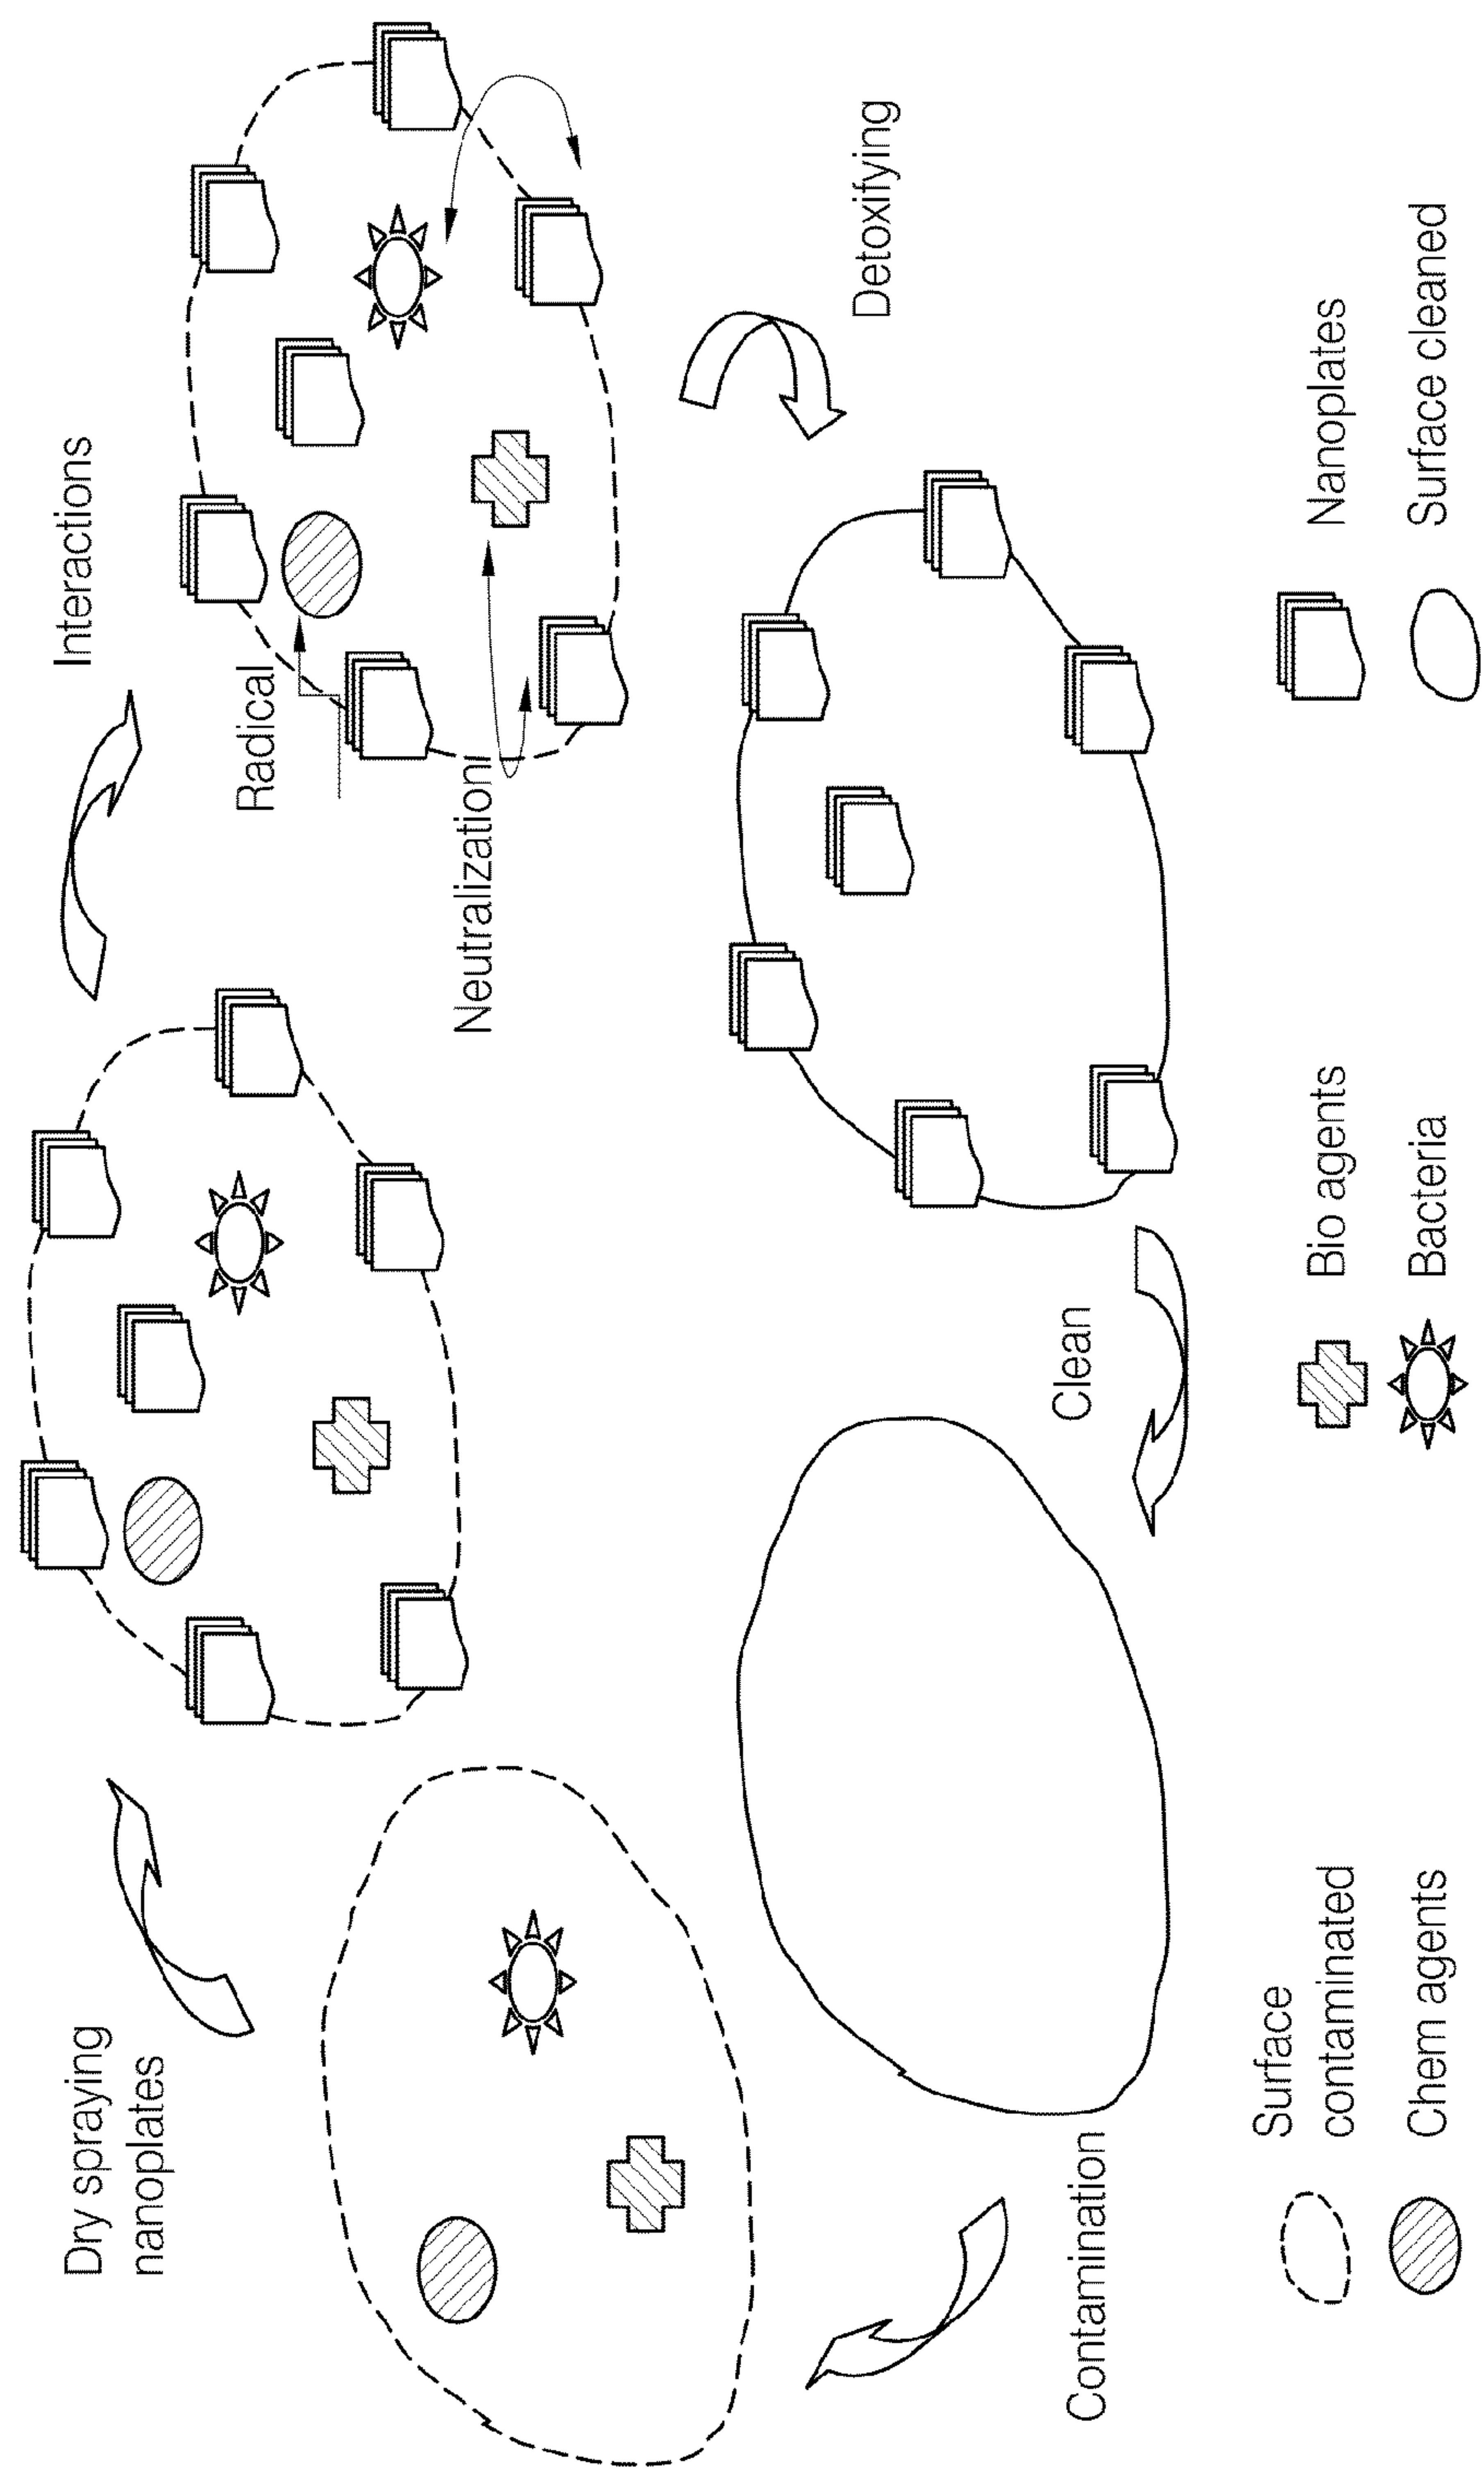 Dry spraying
nanoplates
Interactions
Radical
Neutralization
Detoxifying
Contamination
Clean
Surface
contaminated
Bio agents
Nanoplates
Chem agents
Bacteria
Surface cleaned